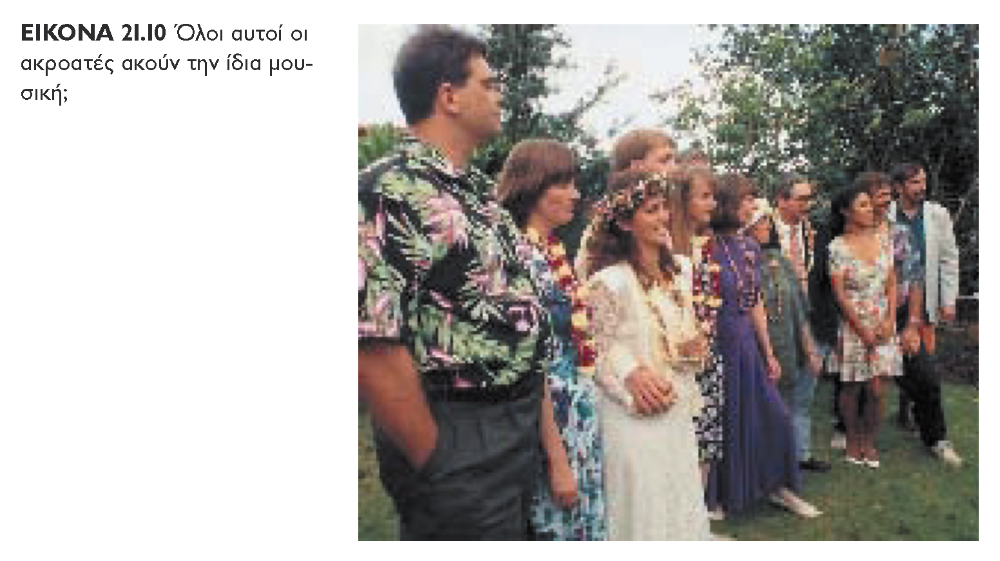 ΕΙΚΟΝΑ 21.10 Όλοι αυτοί οι
ακροατές ακούν την ίδια μου-
σική;